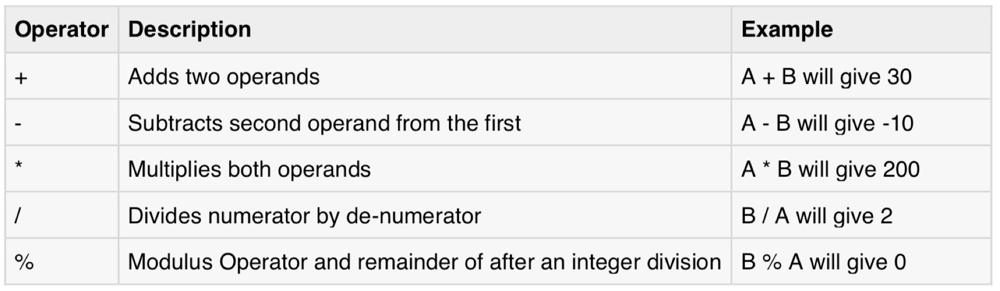 Operator Description Example
+ Adds two operands A + B will give 30
- Subtracts second operand from the first A - B will give -10
* Multiplies both operands A * B will give 200
/ Divides numerator by de-numerator B / A will give 2
% Modulus Operator and remainder of after an integer division B % A will give 0